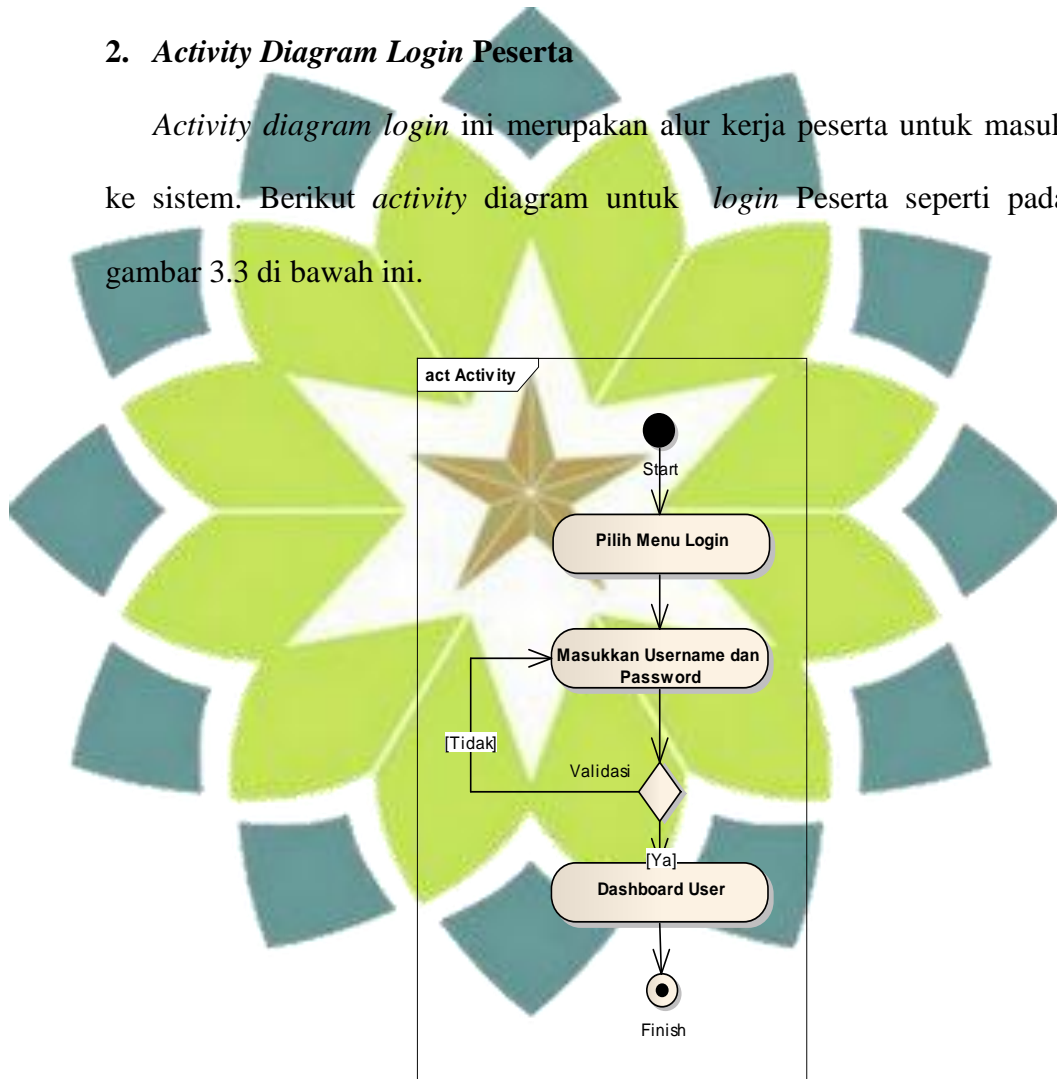 2. Activity Diagram Login Peserta
Activity diagram login ini merupakan alur kerja peserta untuk masuk
ke sistem. Berikut activity diagram untuk login Peserta seperti pada
gambar 3.3 di bawah ini.
act Activity
Start
Pilih Menu Login
Masukkan Username dan
Password
[Tidak]
Validasi
[Ya]
Dashboard User
Finish